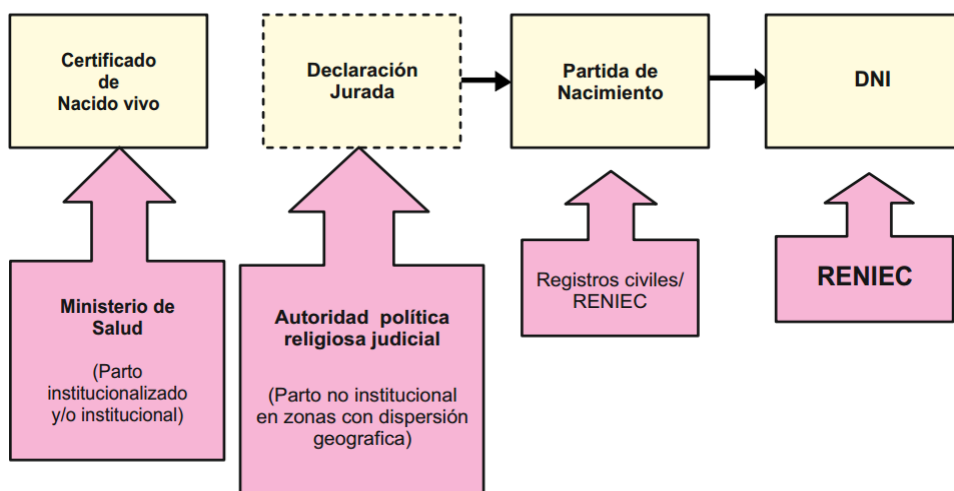 Certificado
de
Nacido vivo
Declaración
Jurada
Partida de
Nacimiento
DNI
Ministerio de
Salud
(Parto
institucionalizado
y/o institucional)
Autoridad política
religiosa judicial
(Parto no institucional
en zonas con dispersión
geografica)
Registros civiles/
RENIEC
RENIEC